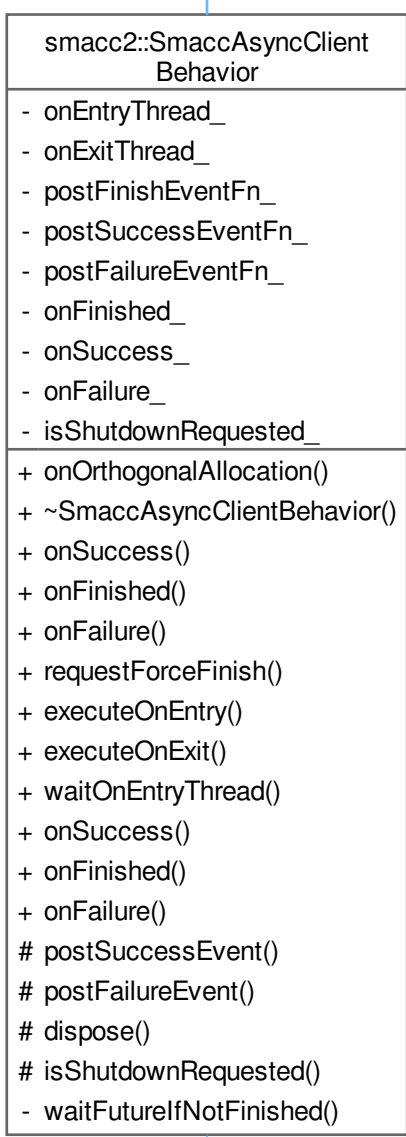 smacc2::SmaccAsyncClient
Behavior
- onEntryThread_
- onExitThread_
- postFinishEventFn_
- postSuccessEventFn_
- postFailureEventFn_
- onFinished_
- onSuccess_
- onFailure_
- isShutdownRequested_
+ onOrthogonalAllocation()
+ ~SmaccAsyncClientBehavior()
+ onSuccess()
+ onFinished()
+ onFailure()
+ requestForceFinish()
+ executeOnEntry()
+ executeOnExit()
+ waitOnEntryThread()
+ onSuccess()
+ onFinished()
+ onFailure()
# postSuccessEvent()
# postFailureEvent()
# dispose()
# isShutdownRequested()
- waitFutureIfNotFinished()